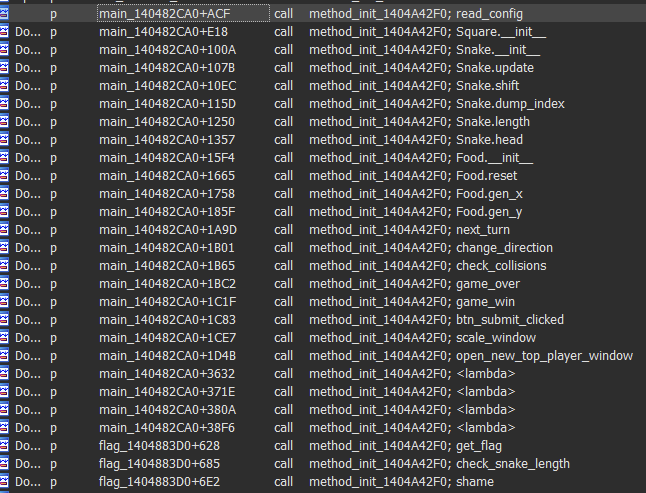 p main_140482CA0+ACF call method_init_1404A42F0; read_config
Do... p main_140482CA0+E18 call method_init_1404A42F0; Square.__init__
Do... p main_140482CA0+100A call method_init_1404A42F0; Snake.__init__
Do... p main_140482CA0+107B call method_init_1404A42F0; Snake.update
Do... p main_140482CA0+10EC call method_init_1404A42F0; Snake.shift
Do... p main_140482CA0+115D call method_init_1404A42F0; Snake.dump_index
Do... p main_140482CA0+1250 call method_init_1404A42F0; Snake.length
Do... p main_140482CA0+1357 call method_init_1404A42F0; Snake.head
Do... p main_140482CA0+15F4 call method_init_1404A42F0; Food.__init__
Do... p main_140482CA0+1665 call method_init_1404A42F0; Food.reset
Do... p main_140482CA0+1758 call method_init_1404A42F0; Food.gen_x
Do... p main_140482CA0+185F call method_init_1404A42F0; Food.gen_y
Do... p main_140482CA0+1A9D call method_init_1404A42F0; next_turn
Do... p main_140482CA0+1B01 call method_init_1404A42F0; change_direction
Do... p main_140482CA0+1B65 call method_init_1404A42F0; check_collisions
Do... p main_140482CA0+1BC2 call method_init_1404A42F0; game_over
Do... p main_140482CA0+1C1F call method_init_1404A42F0; game_win
Do... p main_140482CA0+1C83 call method_init_1404A42F0; btn_submit_clicked
Do... p main_140482CA0+1CE7 call method_init_1404A42F0; scale_window
Do... p main_140482CA0+1D4B call method_init_1404A42F0; open_new_top_player_window
Do... p main_140482CA0+3632 call method_init_1404A42F0; <lambda>
Do... p main_140482CA0+371E call method_init_1404A42F0; <lambda>
Do... p main_140482CA0+380A call method_init_1404A42F0; <lambda>
Do... p main_140482CA0+38F6 call method_init_1404A42F0; <lambda>
Do... p flag_1404883D0+628 call method_init_1404A42F0; get_flag
Do... p flag_1404883D0+685 call method_init_1404A42F0; check_snake_length
Do... p flag_1404883D0+6E2 call method_init_1404A42F0; shame